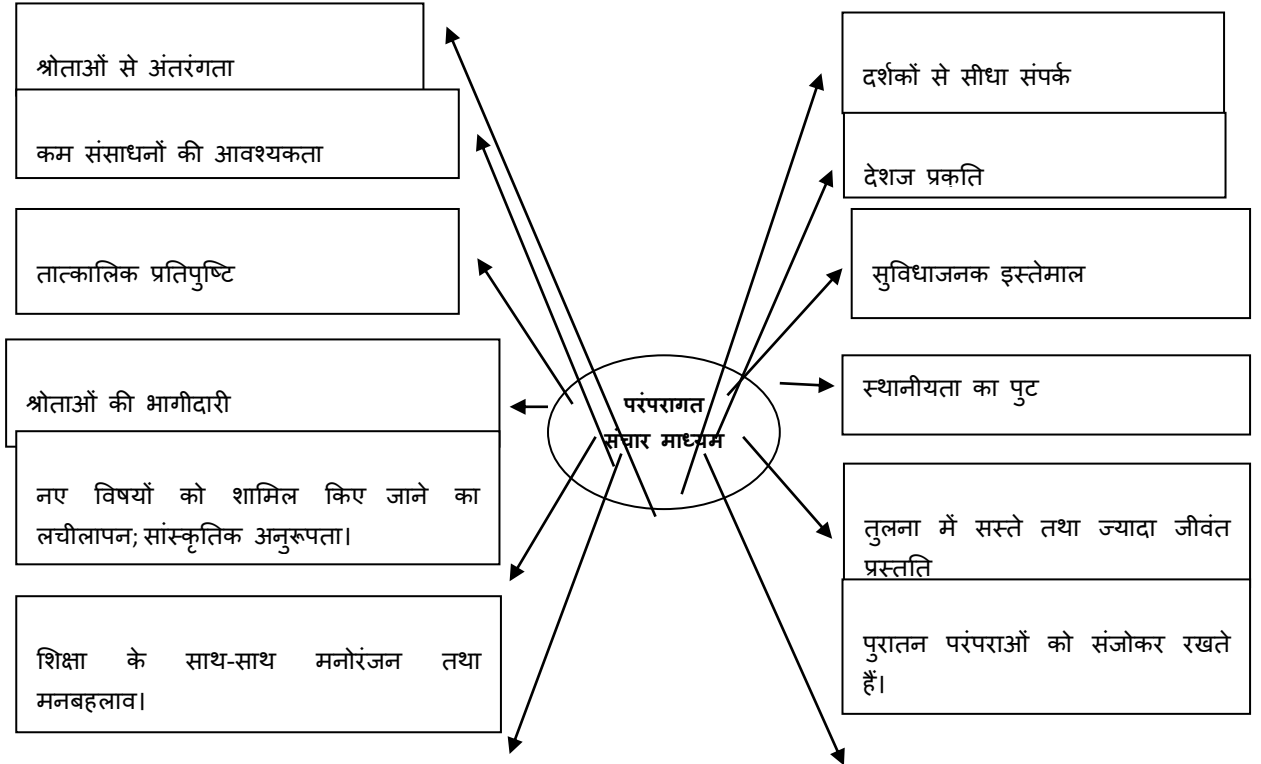 श्रोताओं से अंतरंगता
कम संसाधनों की आवश्यकता
तात्कालिक प्रतिपुष्टि
श्रोताओं की भागीदारी
नए विषयों को शामिल किए जाने का
लचीलापन; सांस्कृतिक अनुरूपता।
शिक्षा के साथ-साथ मनोरंजन तथा
मनबहलाव।
परंपरागत
संचार माध्यम
दर्शकों से सीधा संपर्क
देशज प्रकृति
सुविधाजनक इस्तेमाल
स्थानीयता का पुट
तुलना में सस्ते तथा ज्यादा जीवंत
प्रस्तुति
पुरातन परंपराओं को संजोकर रखते
हैं।